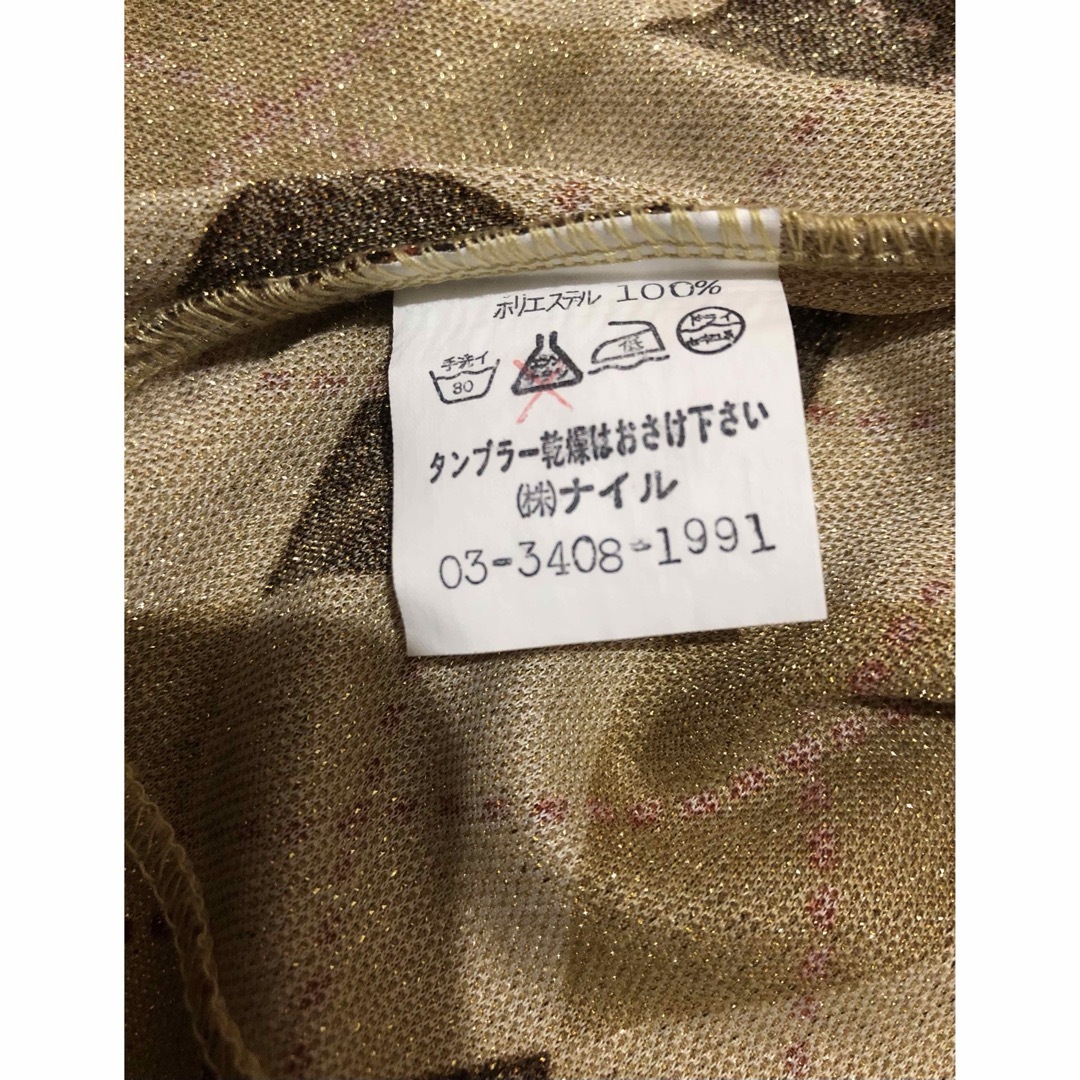 ポリエステル 100%
手洗イ
30
低
ドライ
タンブラー乾燥はおさけ下さい
(株)ナイル
03-3408-1991